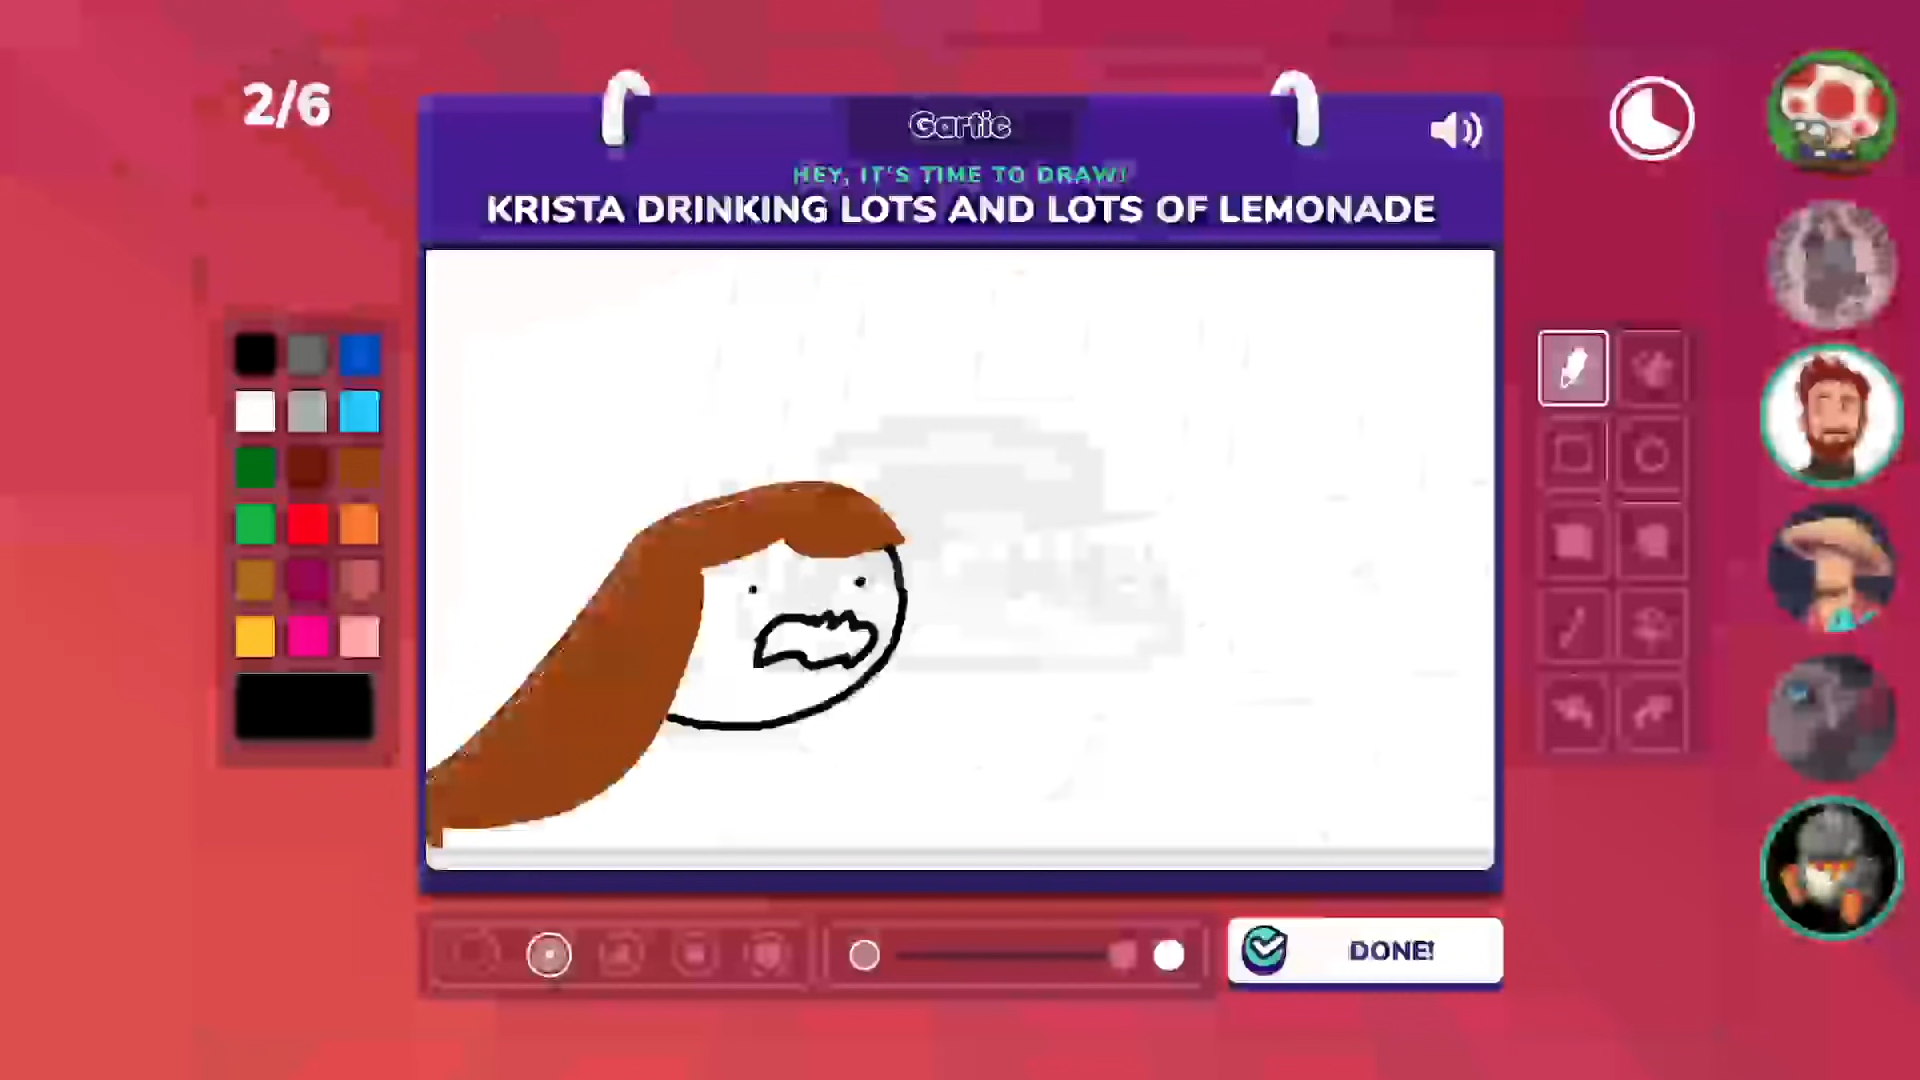 2/6
Gartic
HEY, IT'S TIME TO DRAW!
KRISTA DRINKING LOTS AND LOTS OF LEMONADE
DONE!